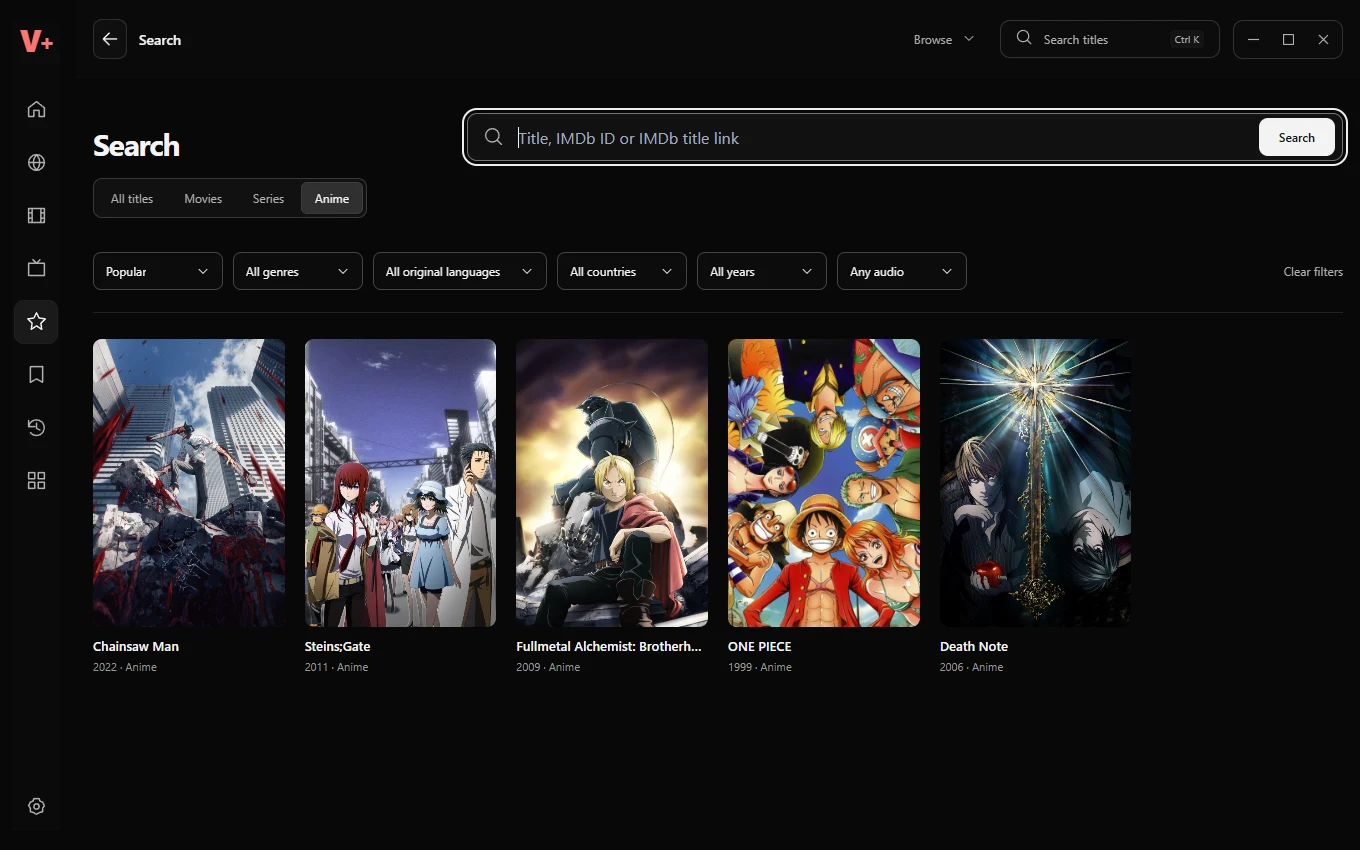 V+
Search
Browse
Search titles
Ctrl K
Search
Title, IMDb ID or IMDb title link
Search
All titles
Movies
Series
Anime
Popular
All genres
All original languages
All countries
All years
Any audio
Clear filters
Chainsaw Man
2022 · Anime
Steins;Gate
2011 · Anime
Fullmetal Alchemist: Brotherh...
2009 · Anime
ONE PIECE
1999 · Anime
Death Note
2006 · Anime